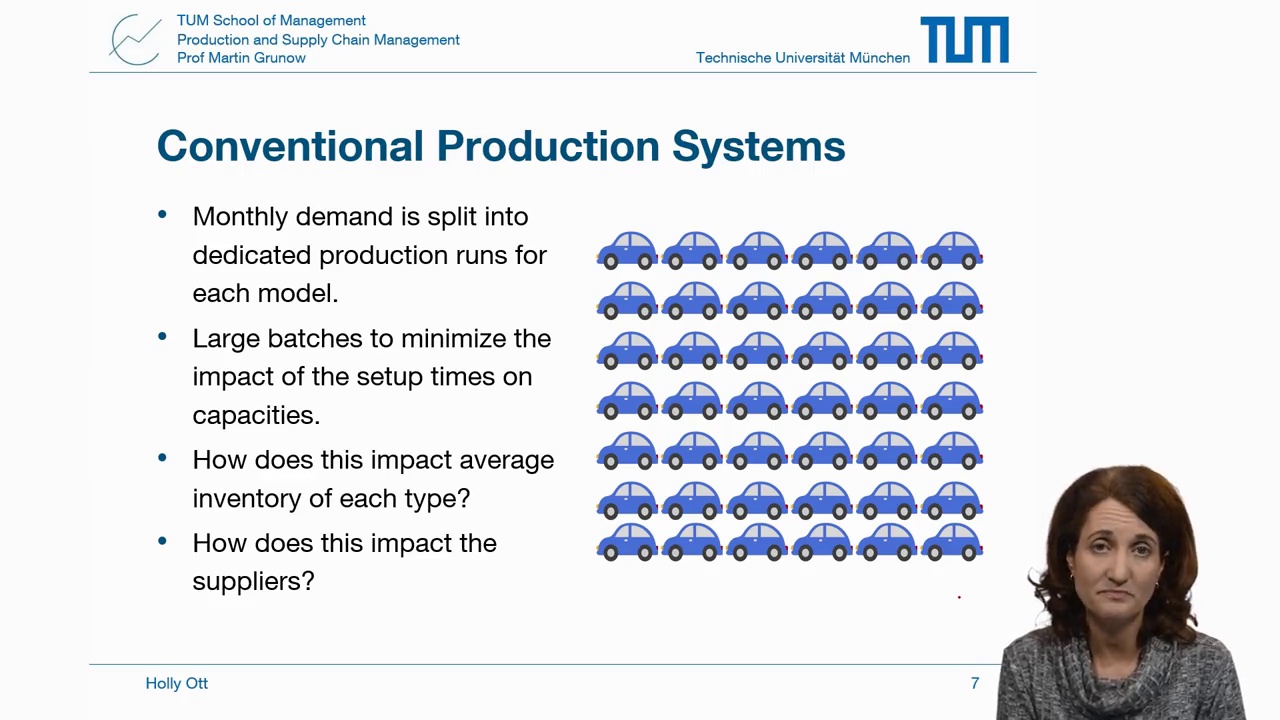 TUM School of Management
Production and Supply Chain Management
Prof Martin Grunow
Technische Universität München
TUM
Conventional Production Systems
• Monthly demand is split into
dedicated production runs for
each model.
• Large batches to minimize the
impact of the setup times on
capacities.
• How does this impact average
inventory of each type?
• How does this impact the
suppliers?
Holly Ott
7